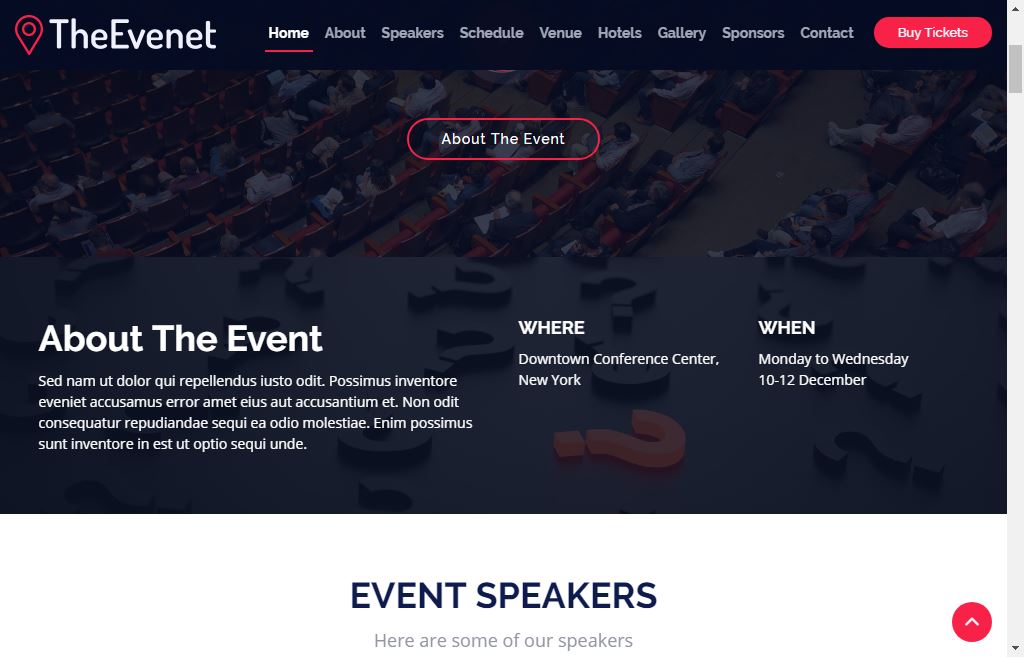 TheEvenet
Home About Speakers Schedule Venue Hotels Gallery Sponsors Contact Buy Tickets
About The Event
About The Event
Sed nam ut dolor qui repellendus iusto odit. Possimus inventore
eveniet accusamus error amet eius aut accusantium et. Non odit
consequatur repudiandae sequi ea odio molestiae. Enim possimus
sunt inventore in est ut optio sequi unde.
WHERE
Downtown Conference Center,
New York
WHEN
Monday to Wednesday
10-12 December
EVENT SPEAKERS
Here are some of our speakers